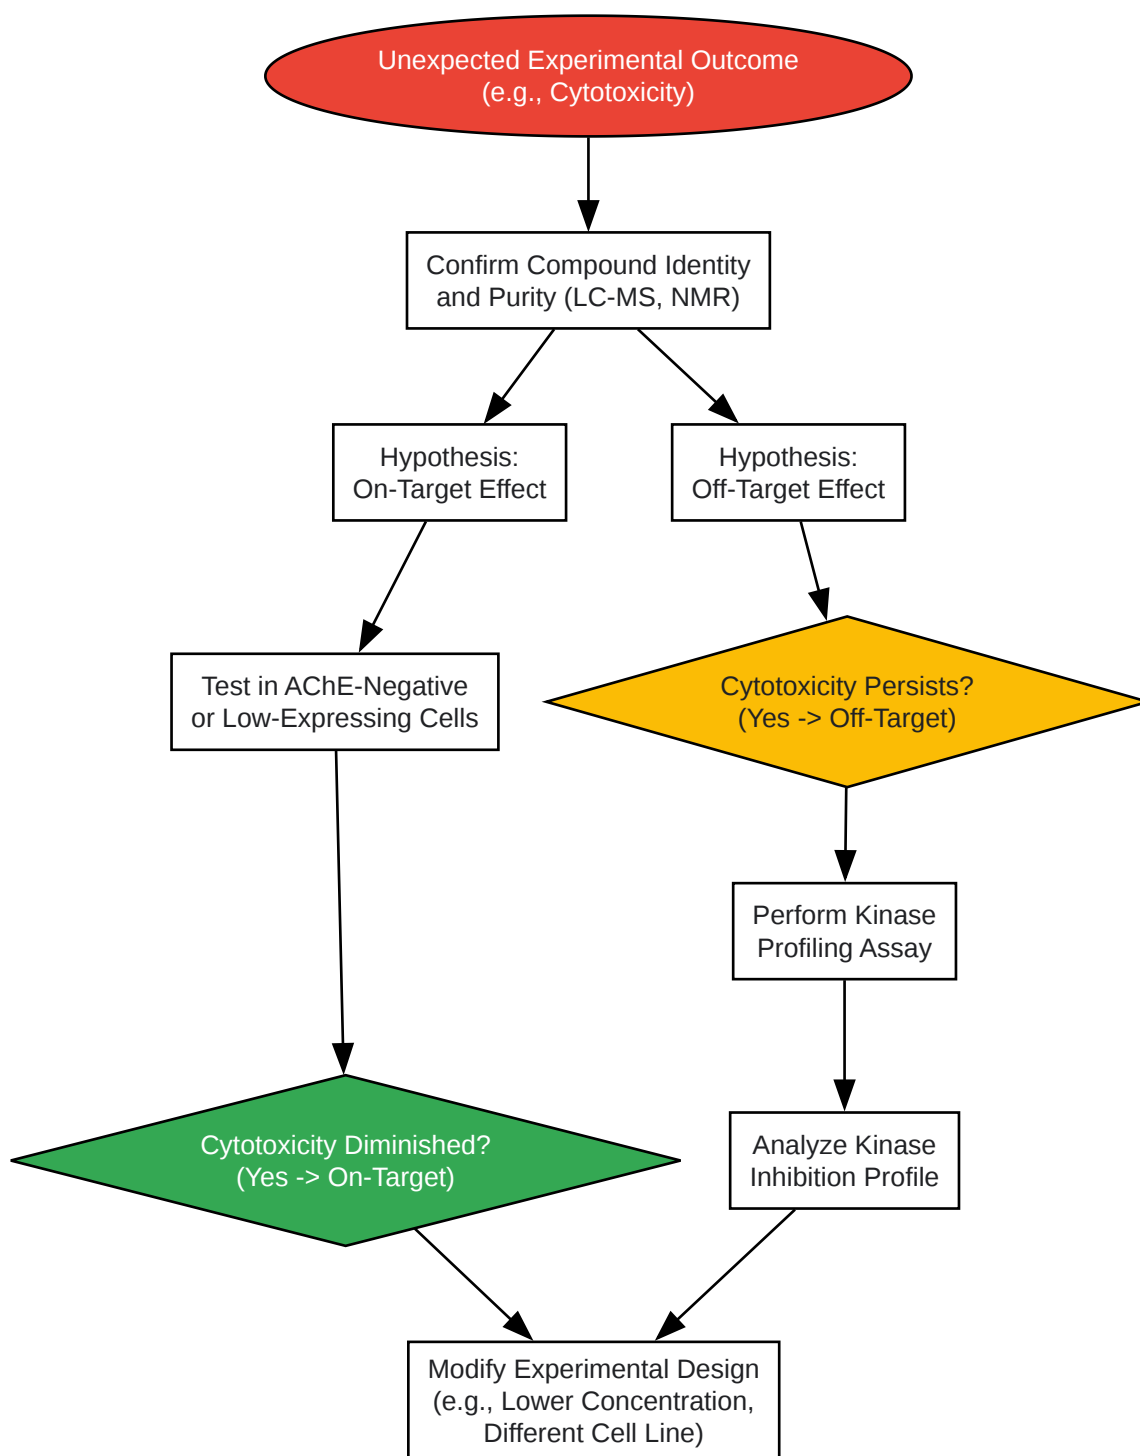 Unexpected Experimental Outcome
(e.g., Cytotoxicity)
Confirm Compound Identity
and Purity (LC-MS, NMR)
Hypothesis:
On-Target Effect
Hypothesis:
Off-Target Effect
Test in AChE-Negative
or Low-Expressing Cells
Cytotoxicity Persists?
(Yes -> Off-Target)
Perform Kinase
Profiling Assay
Cytotoxicity Diminished?
(Yes -> On-Target)
Analyze Kinase
Inhibition Profile
Modify Experimental Design
(e.g., Lower Concentration,
Different Cell Line)